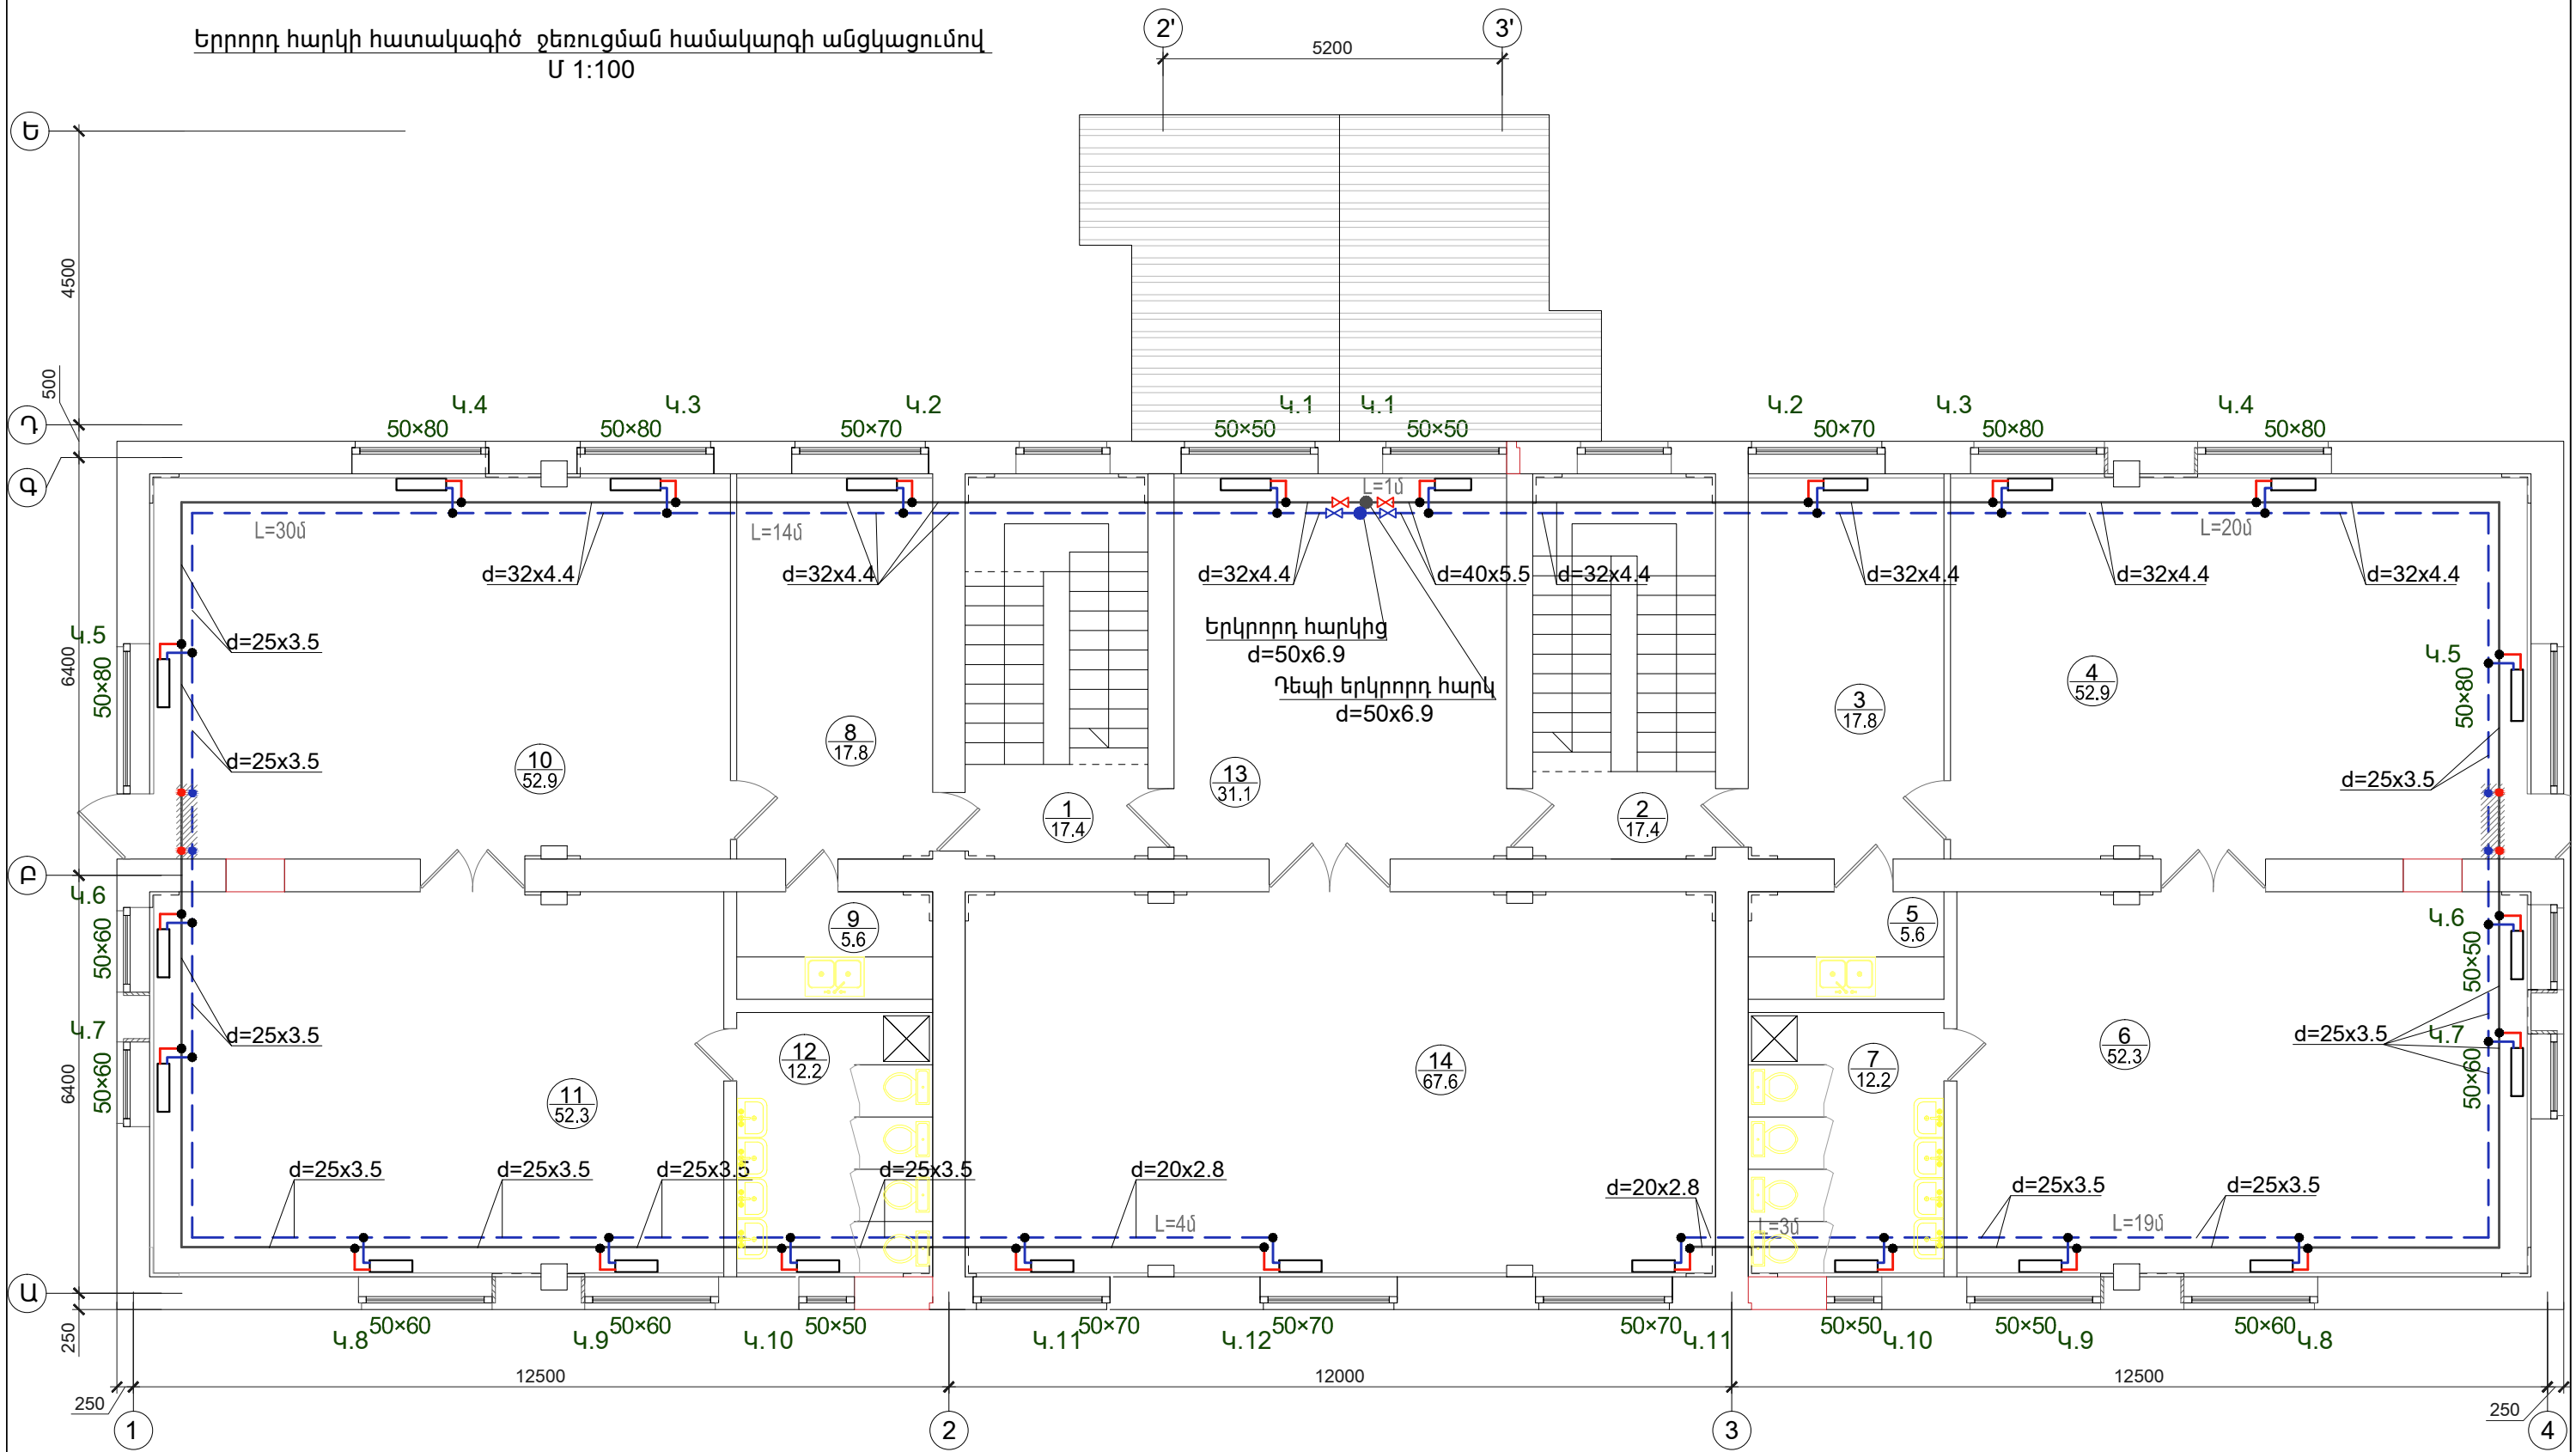 Երրորդ հարկի հատակագիծ ջեռուցման համակարգի անցկացումով
Մ 1:100
2'
3'
5200
Ե
4500
500
Դ
Գ
Կ.4
Կ.3
Կ.2
Կ.1
Կ.1
Կ.2
Կ.3
Կ.4
50×80
50×80
50×70
50×50
50×50
50×70
50×80
50×80
L=1մ
L=30մ
L=14մ
L=20մ
d=32x4.4
d=32x4.4
d=32x4.4
d=40x5.5
d=32x4.4
d=32x4.4
d=32x4.4
d=32x4.4
Երկրորդ հարկից
d=50x6.9
Դեպի երկրորդ հարկ
d=50x6.9
Կ.5
50×80
6400
d=25x3.5
d=25x3.5
Կ.5
50×80
d=25x3.5
10
52.9
8
17.8
1
17.4
13
31.1
2
17.4
3
17.8
4
52.9
Բ
Կ.6
50×60
Կ.7
50×60
6400
d=25x3.5
9
5.6
12
12.2
11
52.3
14
67.6
5
5.6
7
12.2
6
52.3
Կ.6
50×50
Կ.7
50×60
d=25x3.5
d=25x3.5
d=25x3.5
d=25x3.5
d=25x3.5
d=20x2.8
d=20x2.8
d=25x3.5
d=25x3.5
L=4մ
L=3մ
L=19մ
Ա
250
Կ.8
50×60
Կ.9
50×60
Կ.10
50×50
Կ.11
50×70
Կ.12
50×70
50×70
Կ.11
50×50
Կ.10
50×50
Կ.9
50×60
Կ.8
12500
12000
12500
250
250
1
2
3
4